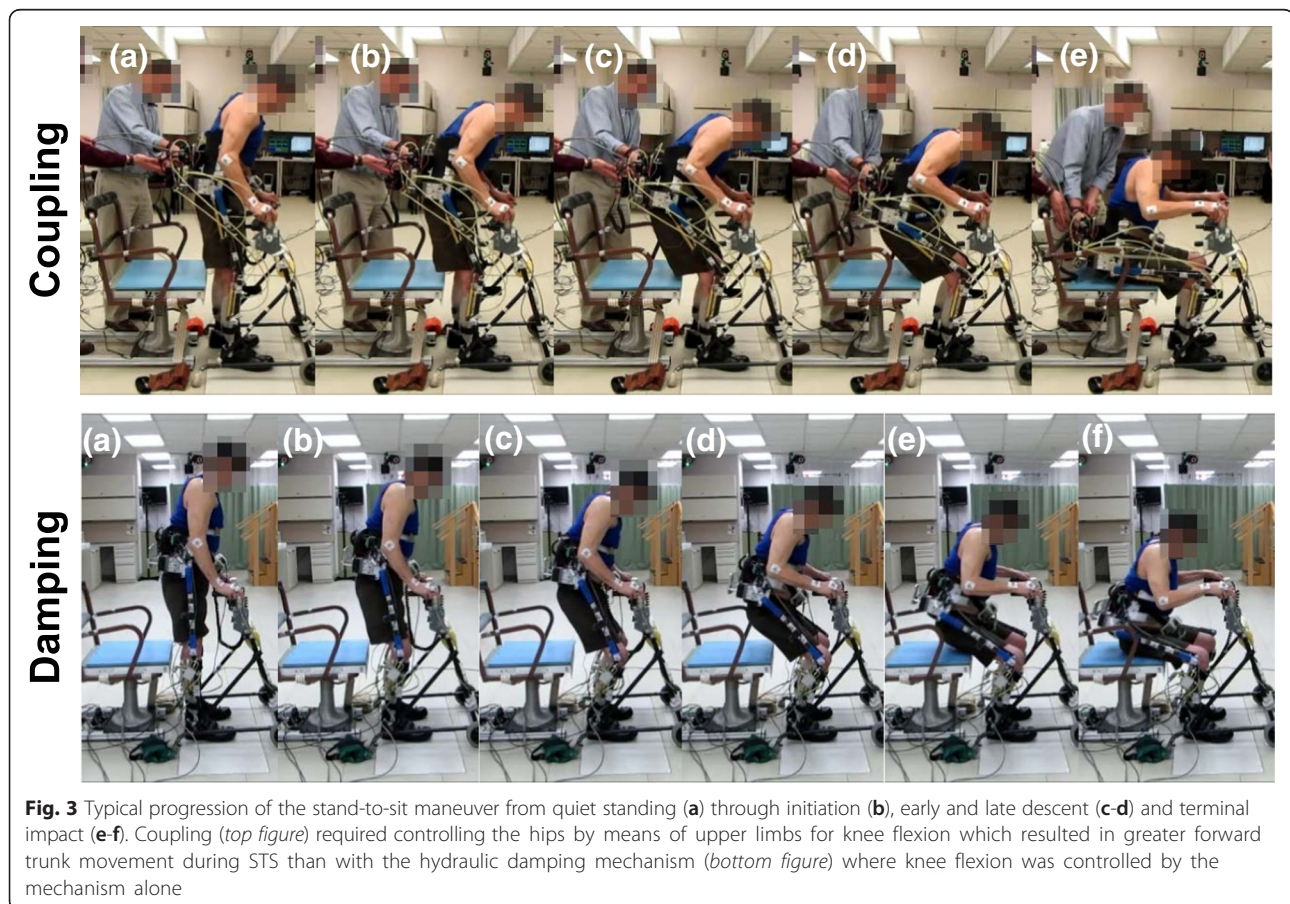 Coupling
(a) (b) (c) (d) (e)
Damping
(a) (b) (c) (d) (e) (f)
Fig. 3 Typical progression of the stand-to-sit maneuver from quiet standing (a) through initiation (b), early and late descent (c-d) and terminal
impact (e-f). Coupling (top figure) required controlling the hips by means of upper limbs for knee flexion which resulted in greater forward
trunk movement during STS than with the hydraulic damping mechanism (bottom figure) where knee flexion was controlled by the
mechanism alone